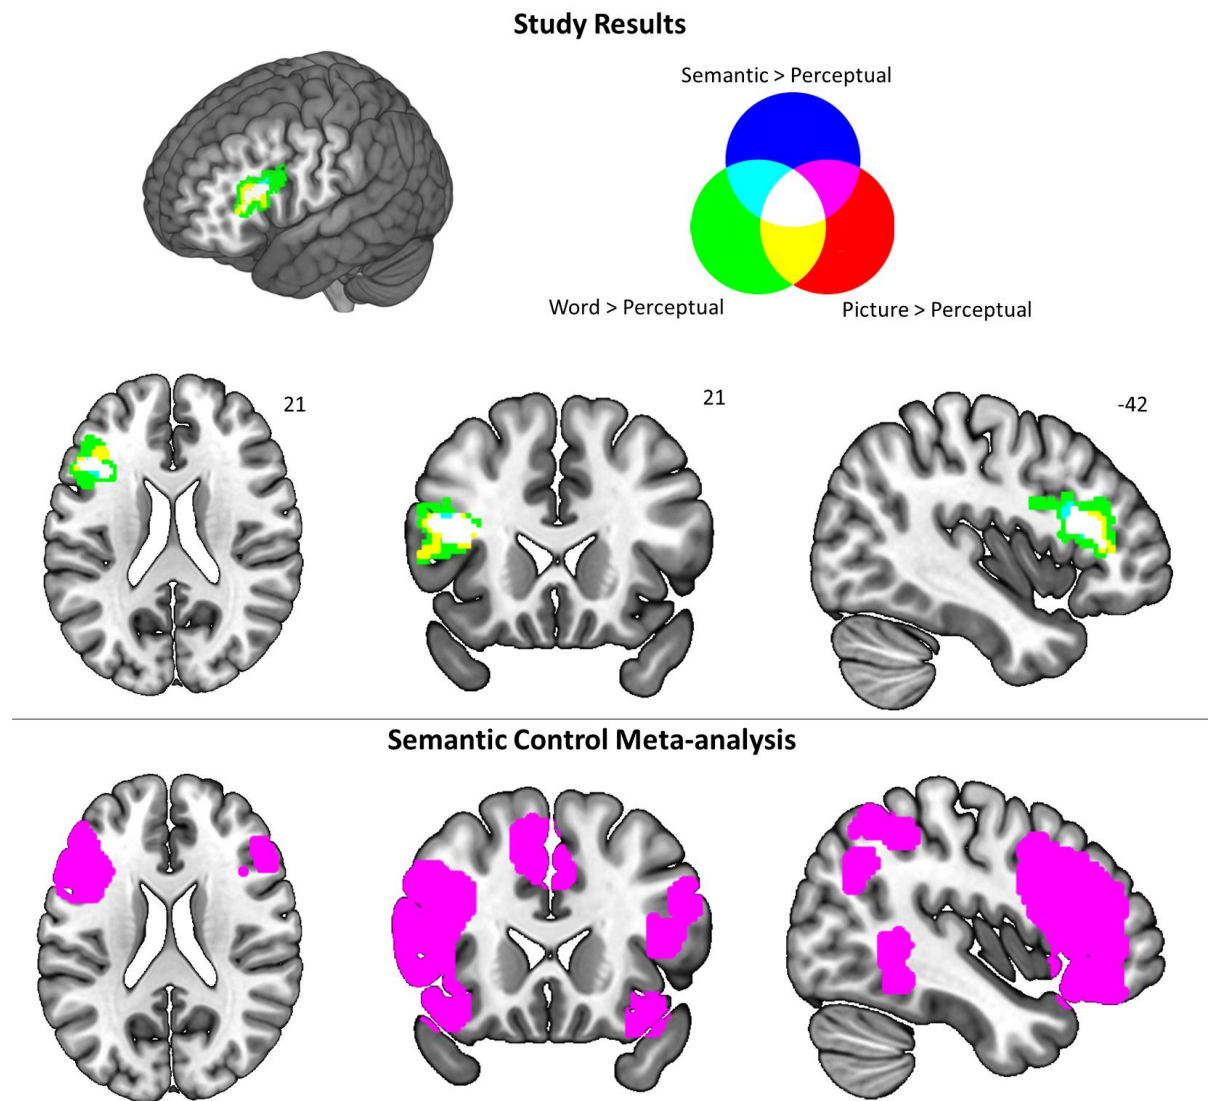 Study Results
Semantic > Perceptual
Word > Perceptual
Picture > Perceptual
21
21
-42
Semantic Control Meta-analysis